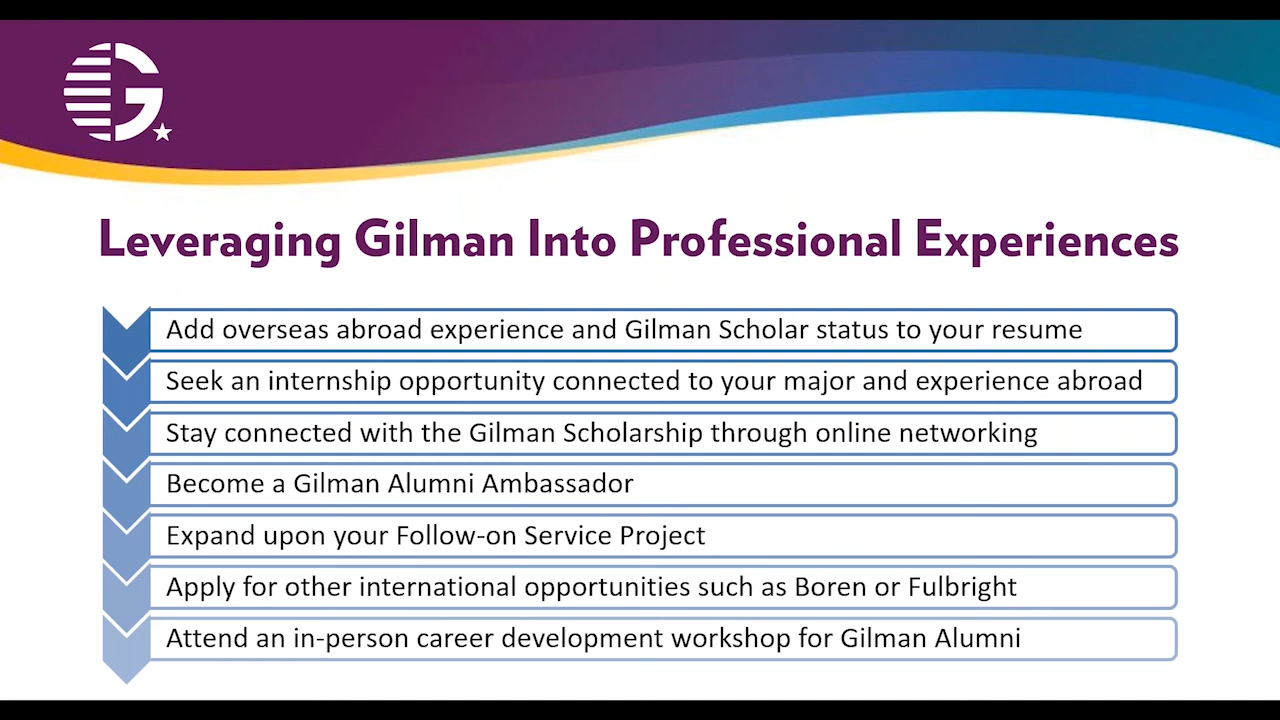 G
Leveraging Gilman Into Professional Experiences
Add overseas abroad experience and Gilman Scholar status to your resume
Seek an internship opportunity connected to your major and experience abroad
Stay connected with the Gilman Scholarship through online networking
Become a Gilman Alumni Ambassador
Expand upon your Follow-on Service Project
Apply for other international opportunities such as Boren or Fulbright
Attend an in-person career development workshop for Gilman Alumni